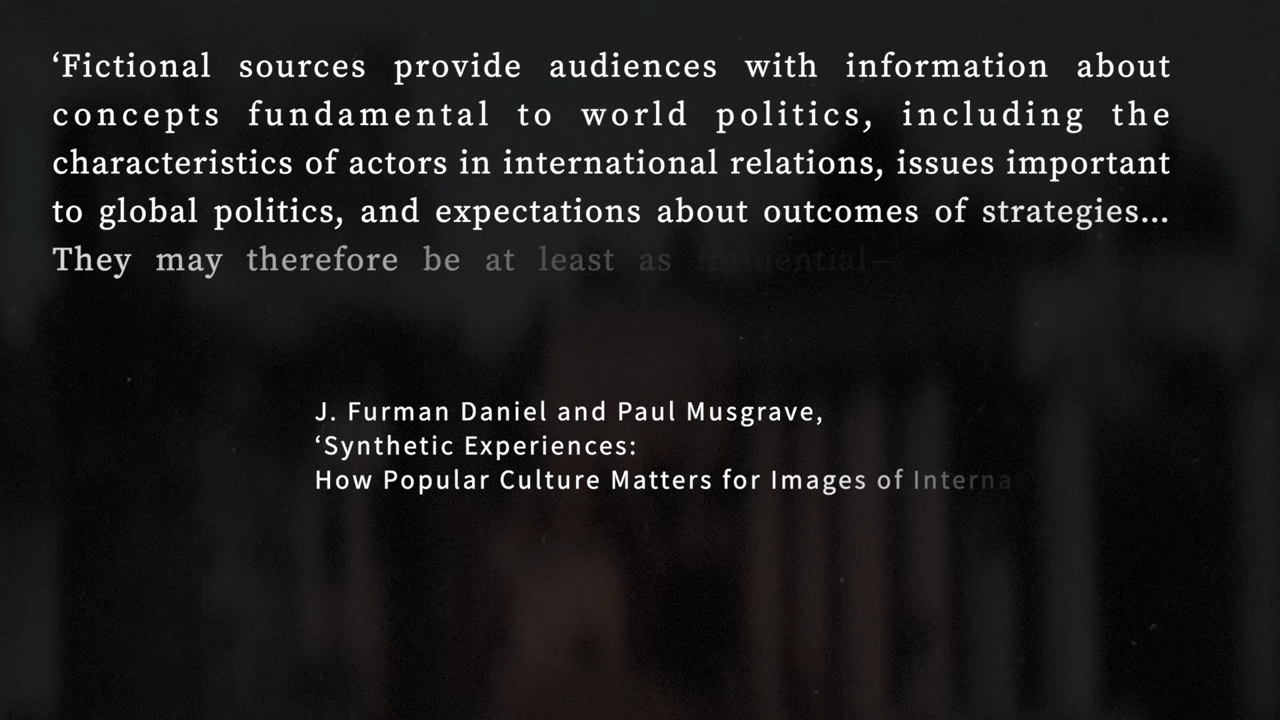 ‘Fictional sources provide audiences with information about
concepts fundamental to world politics, including the
characteristics of actors in international relations, issues important
to global politics, and expectations about outcomes of strategies...
They may therefore be at least as influential—
J. Furman Daniel and Paul Musgrave,
‘Synthetic Experiences:
How Popular Culture Matters for Images of Interna